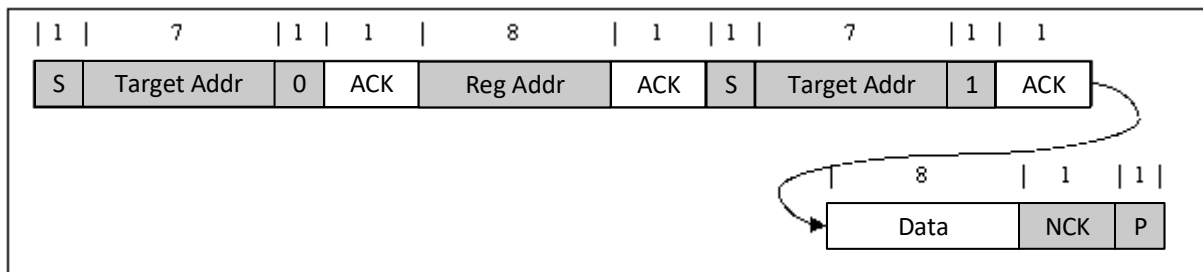 | 1 | 7 | 1 | 1 | 8 | 1 | 1 | 7 | 1 | 1
S Target Addr 0 ACK Reg Addr ACK S Target Addr 1 ACK
| 8 | 1 | 1 |
Data NCK P